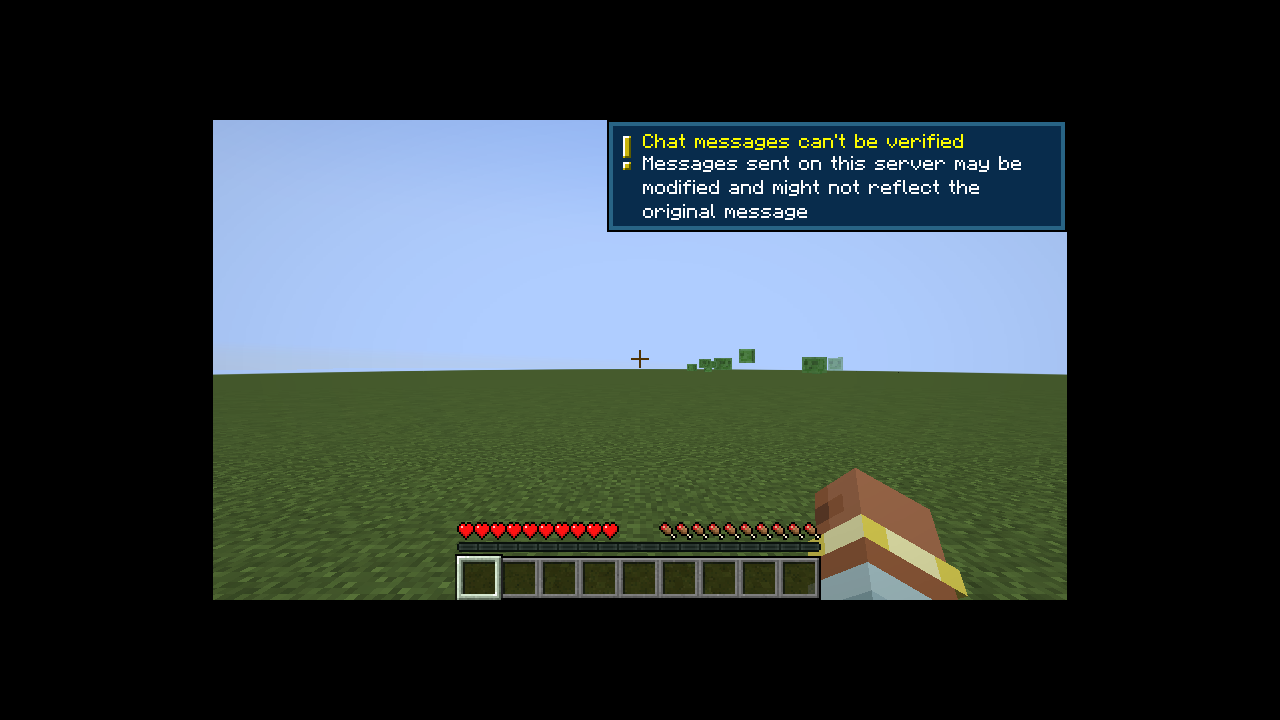 Chat messages can't be verified
Messages sent on this server may be
modified and might not reflect the
original message